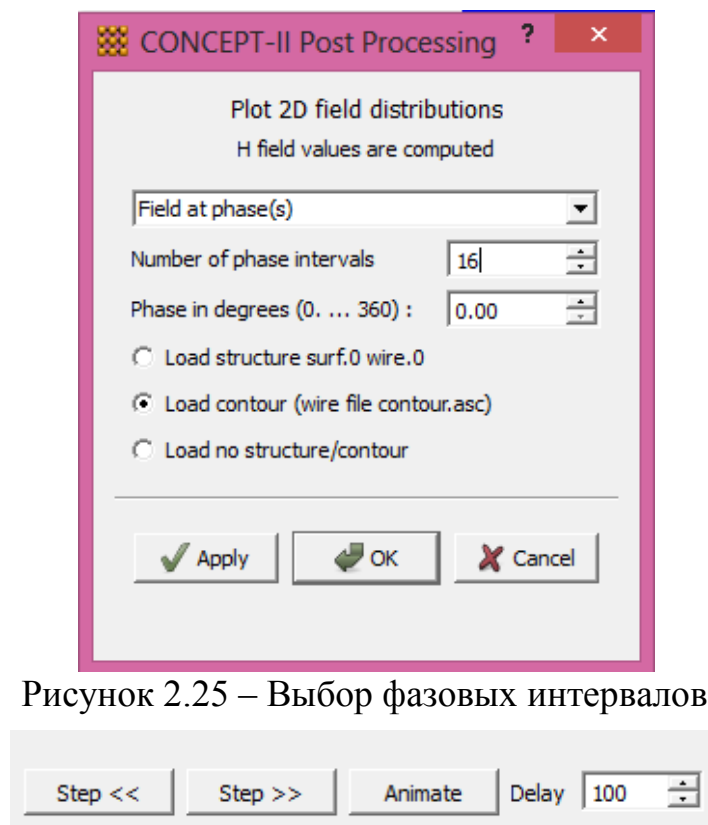 CONCEPT-II Post Processing ? ×
Plot 2D field distributions
H field values are computed
Field at phase(s)
Number of phase intervals 16
Phase in degrees (0. ... 360) : 0.00
Load structure surf.0 wire.0
Load contour (wire file contour.asc)
Load no structure/contour
Apply OK Cancel
Рисунок 2.25 – Выбор фазовых интервалов
Step << Step >> Animate Delay 100